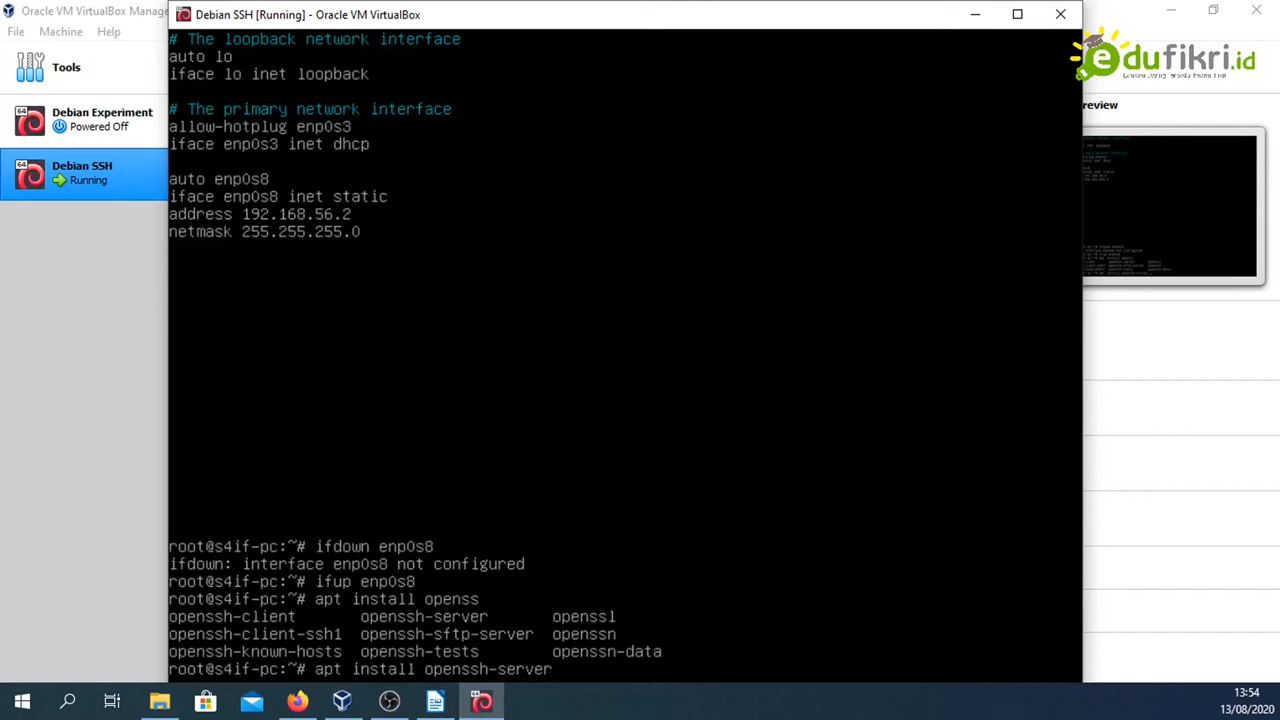 Oracle VM VirtualBox Mana
Debian SSH [Running] - Oracle VM VirtualBox
File Machine Help
Tools
64
Debian Experiment
Powered Off
64
Debian SSH
Running
# The loopback network interface
auto lo
iface lo inet loopback
# The primary network interface
allow-hotplug enp0s3
iface enp0s3 inet dhcp
auto enp0s8
iface enp0s8 inet static
address 192.168.56.2
netmask 255.255.255.0
root@s4if-pc:~# ifdown enp0s8
ifdown: interface enp0s8 not configured
root@s4if-pc:~# ifup enp0s8
root@s4if-pc:~# apt install openss
openssh-client openssh-server openssl
openssh-client-ssh1 openssh-sftp-server openssn
openssh-known-hosts openssh-tests openssn-data
root@s4if-pc:~# apt install openssh-server
edufikri.id
review
13:54
13/08/2020